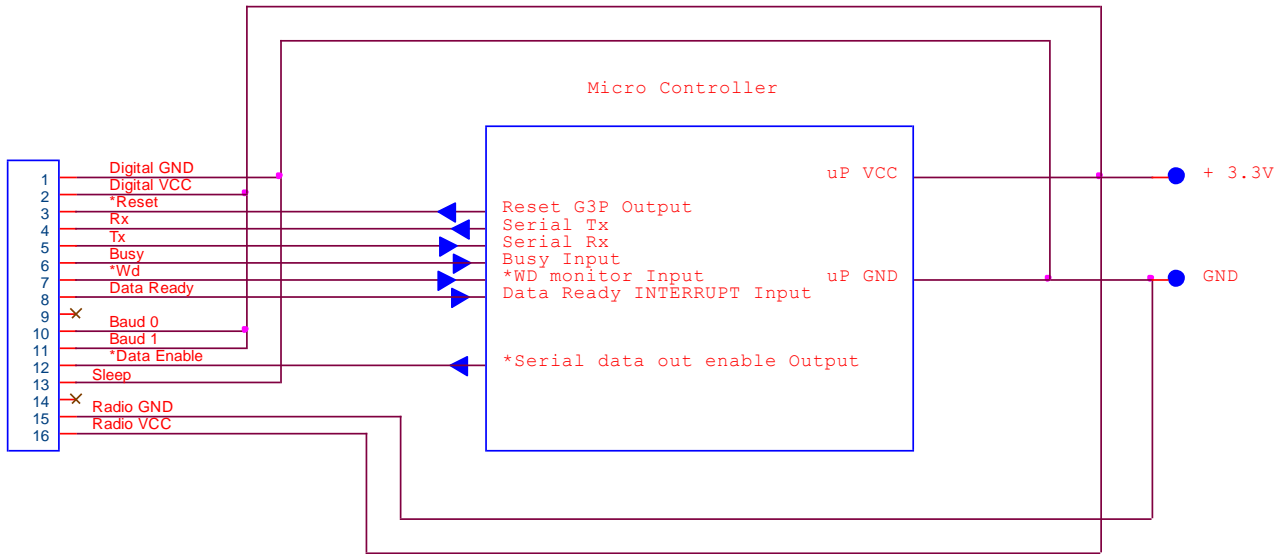 Micro Controller
1 Digital GND
2 Digital VCC
3 *Reset
4 Rx
5 Tx
6 Busy
7 *Wd
8 Data Ready
9
10 Baud 0
11 Baud 1
12 *Data Enable
13 Sleep
14
15 Radio GND
16 Radio VCC
uP VCC
Reset G3P Output
Serial Tx
Serial Rx
Busy Input
*WD monitor Input
uP GND
Data Ready INTERRUPT Input
*Serial data out enable Output
+ 3.3V
GND